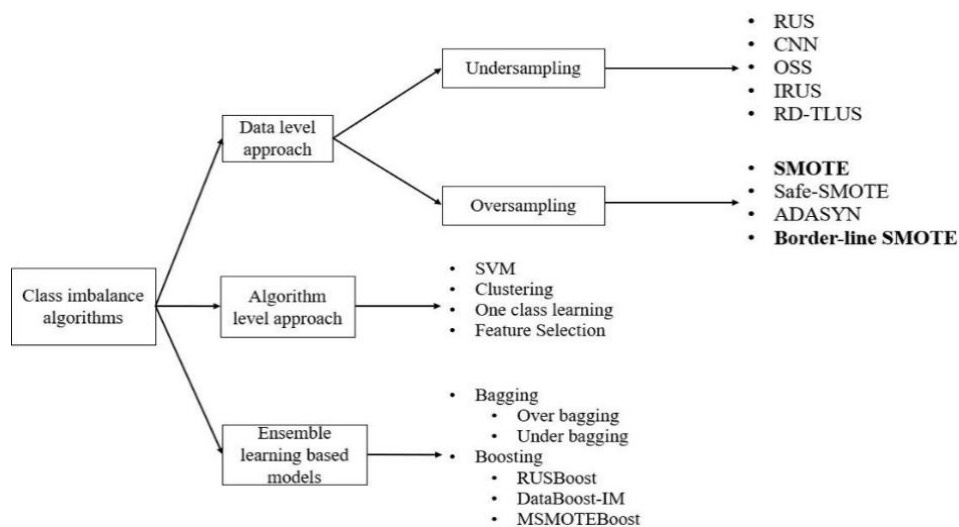 Class imbalance
algorithms
Data level
approach
Undersampling
• RUS
• CNN
• OSS
• IRUS
• RD-TLUS
Oversampling
• SMOTE
• Safe-SMOTE
• ADASYN
• Border-line SMOTE
Algorithm
level approach
• SVM
• Clustering
• One class learning
• Feature Selection
Ensemble
learning based
models
• Bagging
• Over bagging
• Under bagging
• Boosting
• RUSBoost
• DataBoost-IM
• MSMOTEBoost